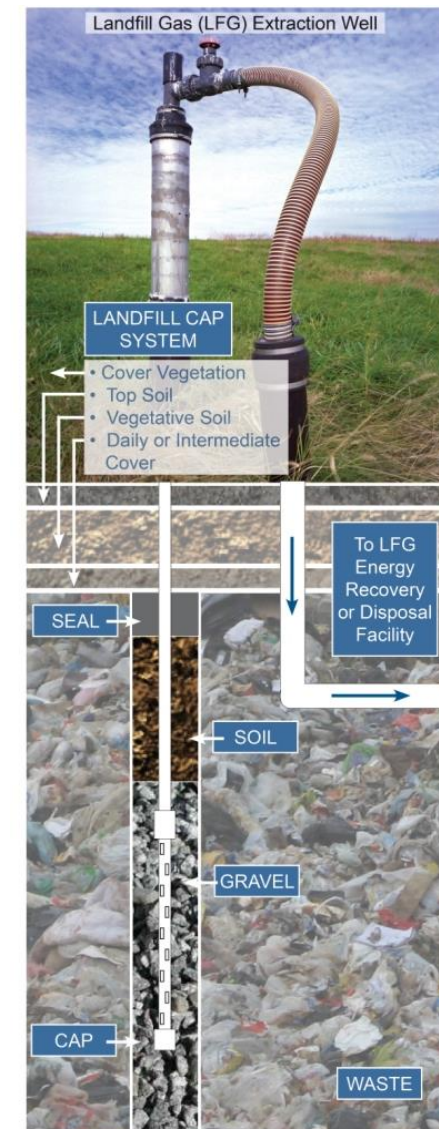 Landfill Gas (LFG) Extraction Well
LANDFILL CAP
SYSTEM
• Cover Vegetation
• Top Soil
• Vegetative Soil
• Daily or Intermediate
Cover
To LFG
Energy
Recovery
or Disposal
Facility
SEAL
SOIL
GRAVEL
CAP
WASTE